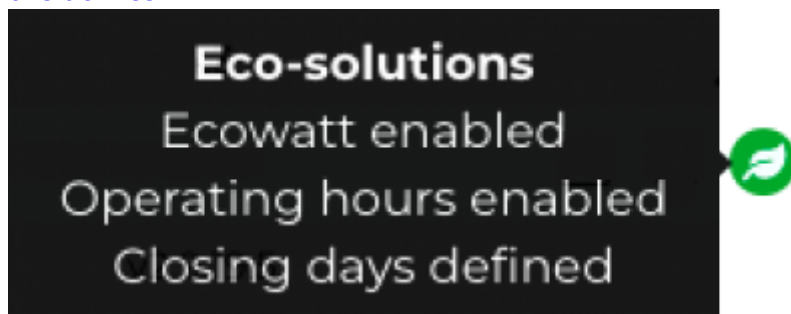 Eco-solutions
Ecowatt enabled
Operating hours enabled
Closing days defined